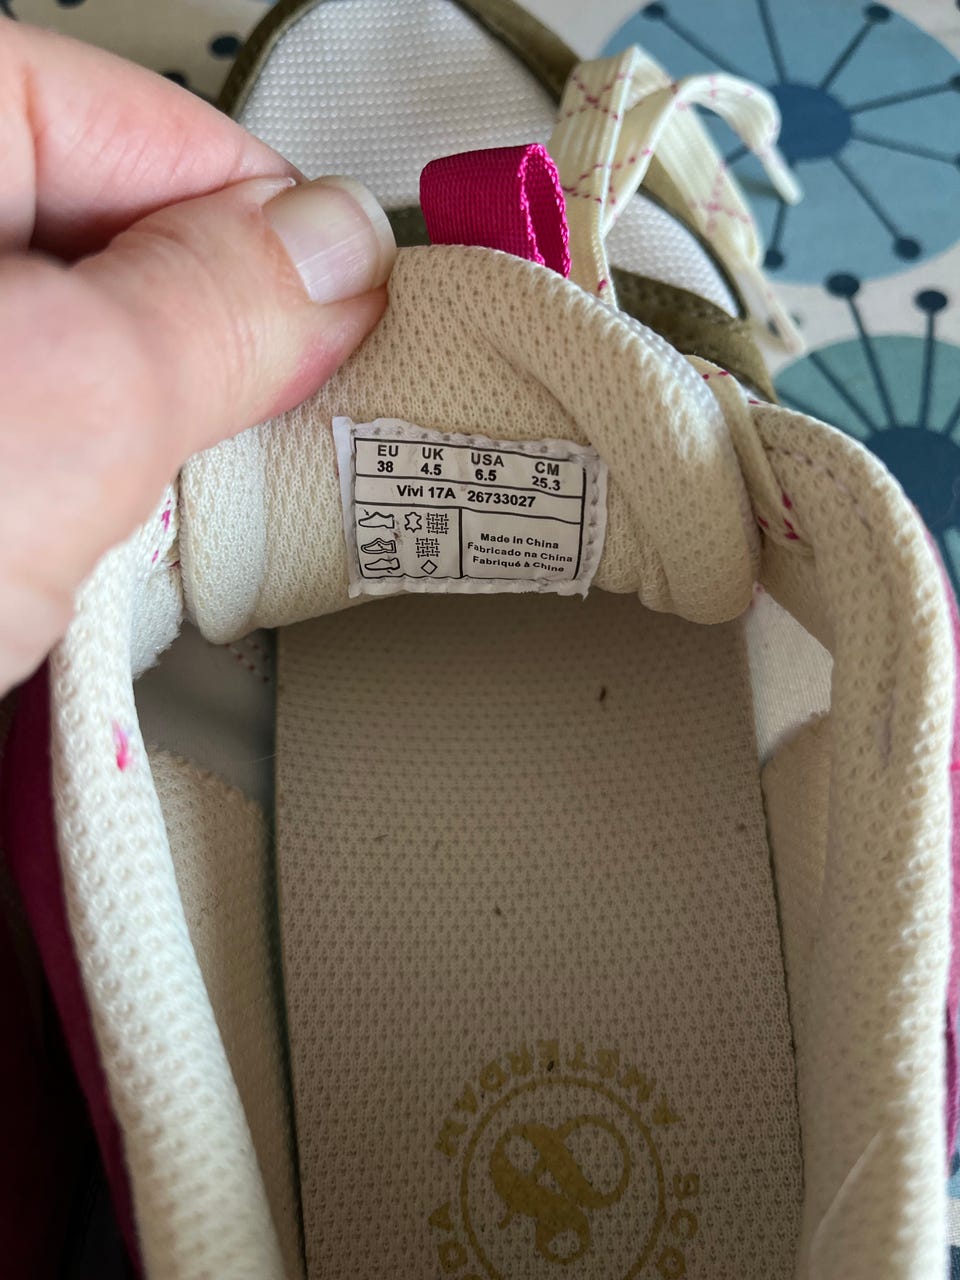 EU UK USA CM
38 4.5 6.5 25.3
Vivi 17A 26733027
Made in China
Fabricado na China
Fabriqué à Chine
AMSTERDAM